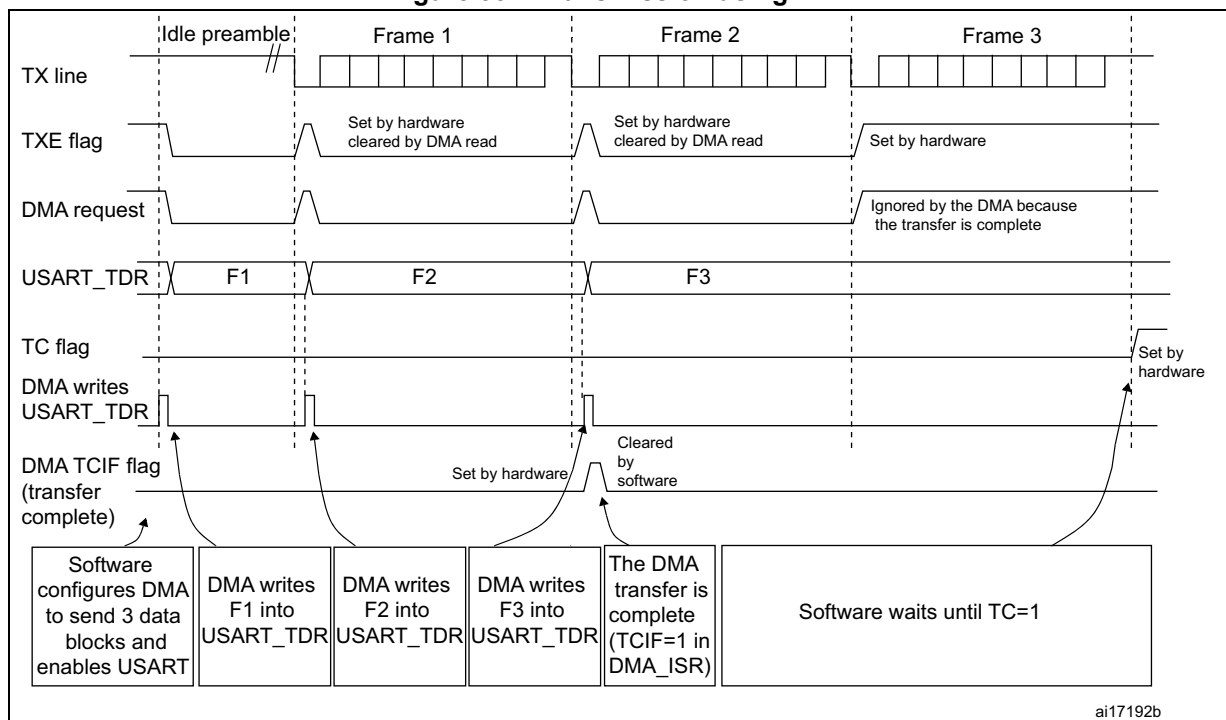 Idle preamble
Frame 1
Frame 2
Frame 3
TX line
TXE flag
Set by hardware
cleared by DMA read
Set by hardware
cleared by DMA read
Set by hardware
DMA request
Ignored by the DMA because
the transfer is complete
USART_TDR
F1
F2
F3
TC flag
Set by
hardware
DMA writes
USART_TDR
DMA TCIF flag
(transfer
complete)
Set by hardware
Cleared
by
software
Software
configures DMA
to send 3 data
blocks and
enables USART
DMA writes
F1 into
USART_TDR
DMA writes
F2 into
USART_TDR
DMA writes
F3 into
USART_TDR
The DMA
transfer is
complete
(TCIF=1 in
DMA_ISR)
Software waits until TC=1
ai17192b